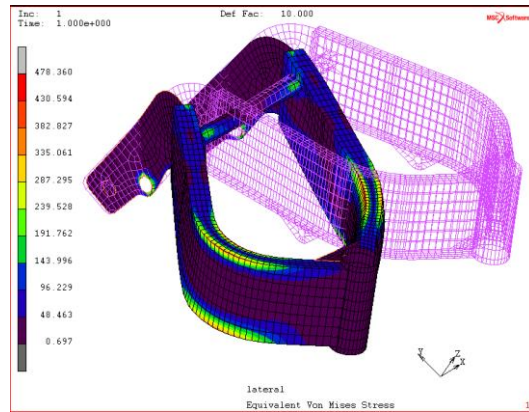 Inc: 1
Time: 1.000e+000
Def Fac: 10.000
MSC Software
478.360
430.594
382.827
335.061
287.295
239.528
191.762
143.996
96.229
48.463
0.697
Y
Z
X
lateral
Equivalent Von Mises Stress
1